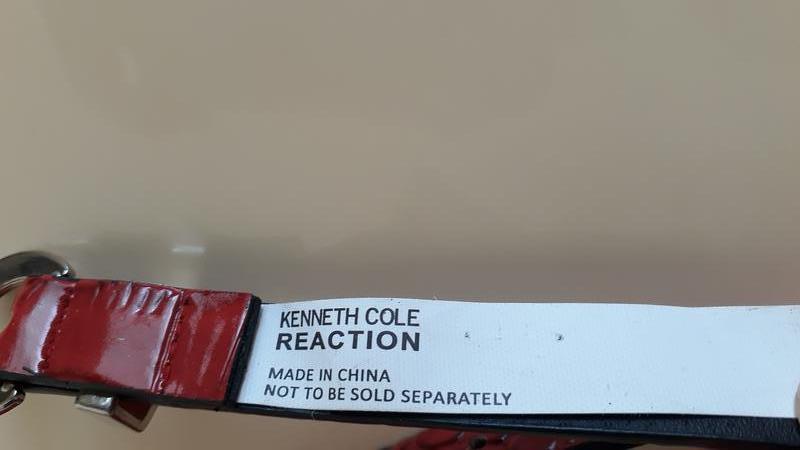 KENNETH COLE
REACTION
MADE IN CHINA
NOT TO BE SOLD SEPARATELY